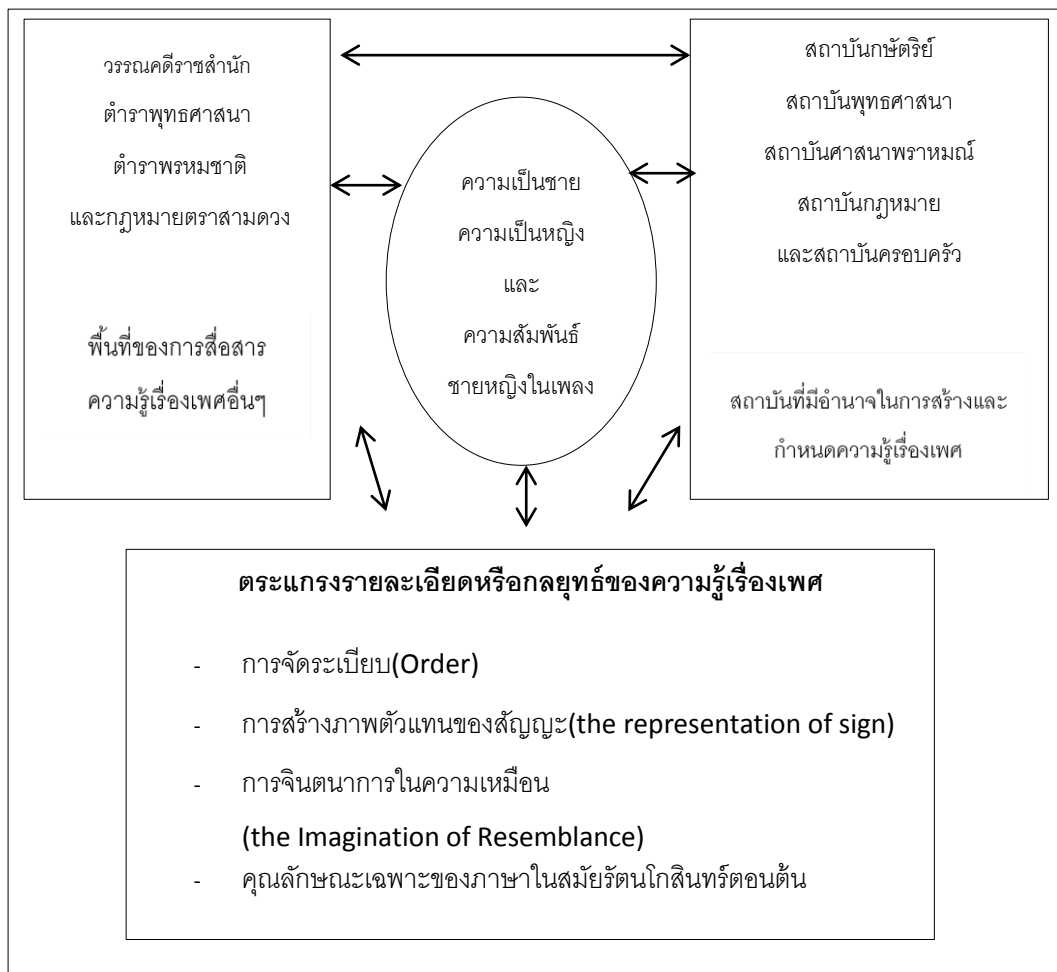 วรรณคดีราชสำนัก
ตำราพุทธศาสนา
ตำราพรหมชาติ
และกฎหมายตราสามดวง
พื้นที่ของการสื่อสาร
ความรู้เรื่องเพศอื่นๆ
ความเป็นชาย
ความเป็นหญิง
และ
ความสัมพันธ์
ชายหญิงในเพลง
สถาบันกษัตริย์
สถาบันพุทธศาสนา
สถาบันศาสนาพราหมณ์
สถาบันกฎหมาย
และสถาบันครอบครัว
สถาบันที่มีอำนาจในการสร้างและ
กำหนดความรู้เรื่องเพศ
ตระแกรงรายละเอียดหรือกลยุทธ์ของความรู้เรื่องเพศ
- การจัดระเบียบ(Order)
- การสร้างภาพตัวแทนของสัญญะ(the representation of sign)
- การจินตนาการในความเหมือน
(the Imagination of Resemblance)
- คุณลักษณะเฉพาะของภาษาในสมัยรัตนโกสินทร์ตอนต้น